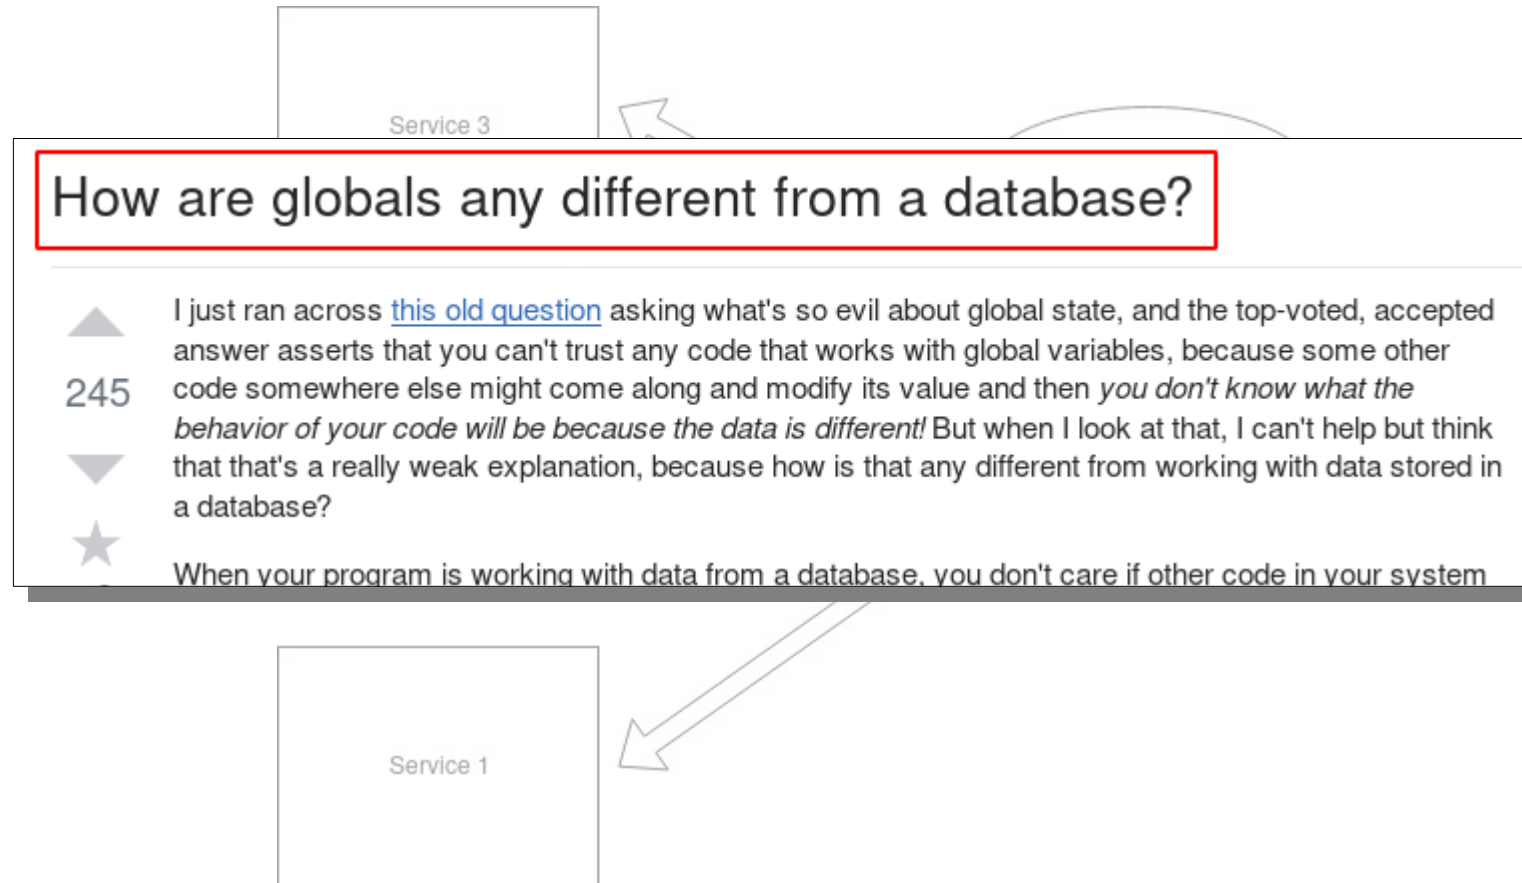 Service 3
How are globals any different from a database?
I just ran across this old question asking what's so evil about global state, and the top-voted, accepted
answer asserts that you can't trust any code that works with global variables, because some other
245
code somewhere else might come along and modify its value and then you don't know what the
behavior of your code will be because the data is different! But when I look at that, I can't help but think
that that's a really weak explanation, because how is that any different from working with data stored in
a database?
When your program is working with data from a database, you don't care if other code in your system
Service 1